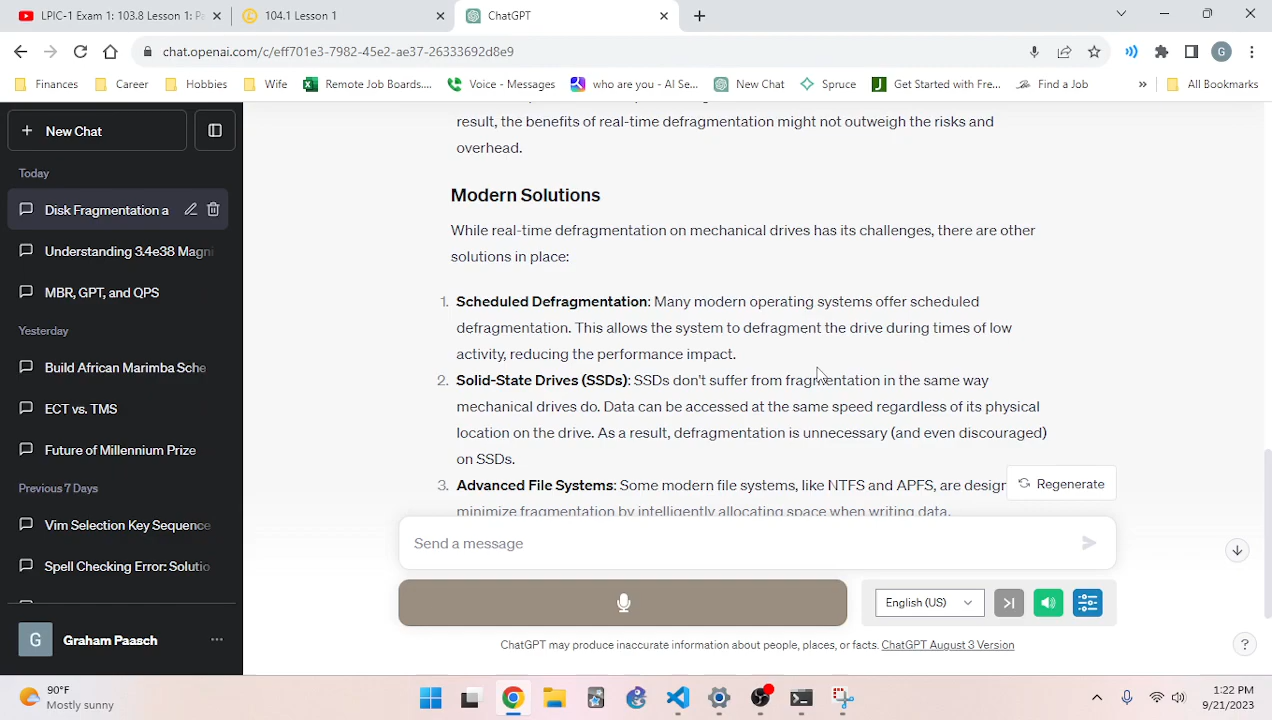 LPIC-1 Exam 1: 103.8 Lesson 1: Pa
104.1 Lesson 1
ChatGPT
chat.openai.com/c/eff701e3-7982-45e2-ae37-26333692d8e9
Finances
Career
Hobbies
Wife
Remote Job Boards....
Voice - Messages
who are you - AI Se...
New Chat
Spruce
Get Started with Fre...
Find a Job
»
All Bookmarks
New Chat
Today
Disk Fragmentation a
Understanding 3.4e38 Magni
MBR, GPT, and QPS
Yesterday
Build African Marimba Sche
ECT vs. TMS
Future of Millennium Prize
Previous 7 Days
Vim Selection Key Sequence
Spell Checking Error: Solutio
G
Graham Paasch
result, the benefits of real-time defragmentation might not outweigh the risks and
overhead.
Modern Solutions
While real-time defragmentation on mechanical drives has its challenges, there are other
solutions in place:
1. Scheduled Defragmentation: Many modern operating systems offer scheduled
defragmentation. This allows the system to defragment the drive during times of low
activity, reducing the performance impact.
2. Solid-State Drives (SSDs): SSDs don't suffer from fragmentation in the same way
mechanical drives do. Data can be accessed at the same speed regardless of its physical
location on the drive. As a result, defragmentation is unnecessary (and even discouraged)
on SSDs.
3. Advanced File Systems: Some modern file systems, like NTFS and APFS, are design
minimize fragmentation by intelligently allocating space when writing data.
Regenerate
Send a message
English (US)
ChatGPT may produce inaccurate information about people, places, or facts. ChatGPT August 3 Version
?
90°F
Mostly sunny
1:22 PM
9/21/2023